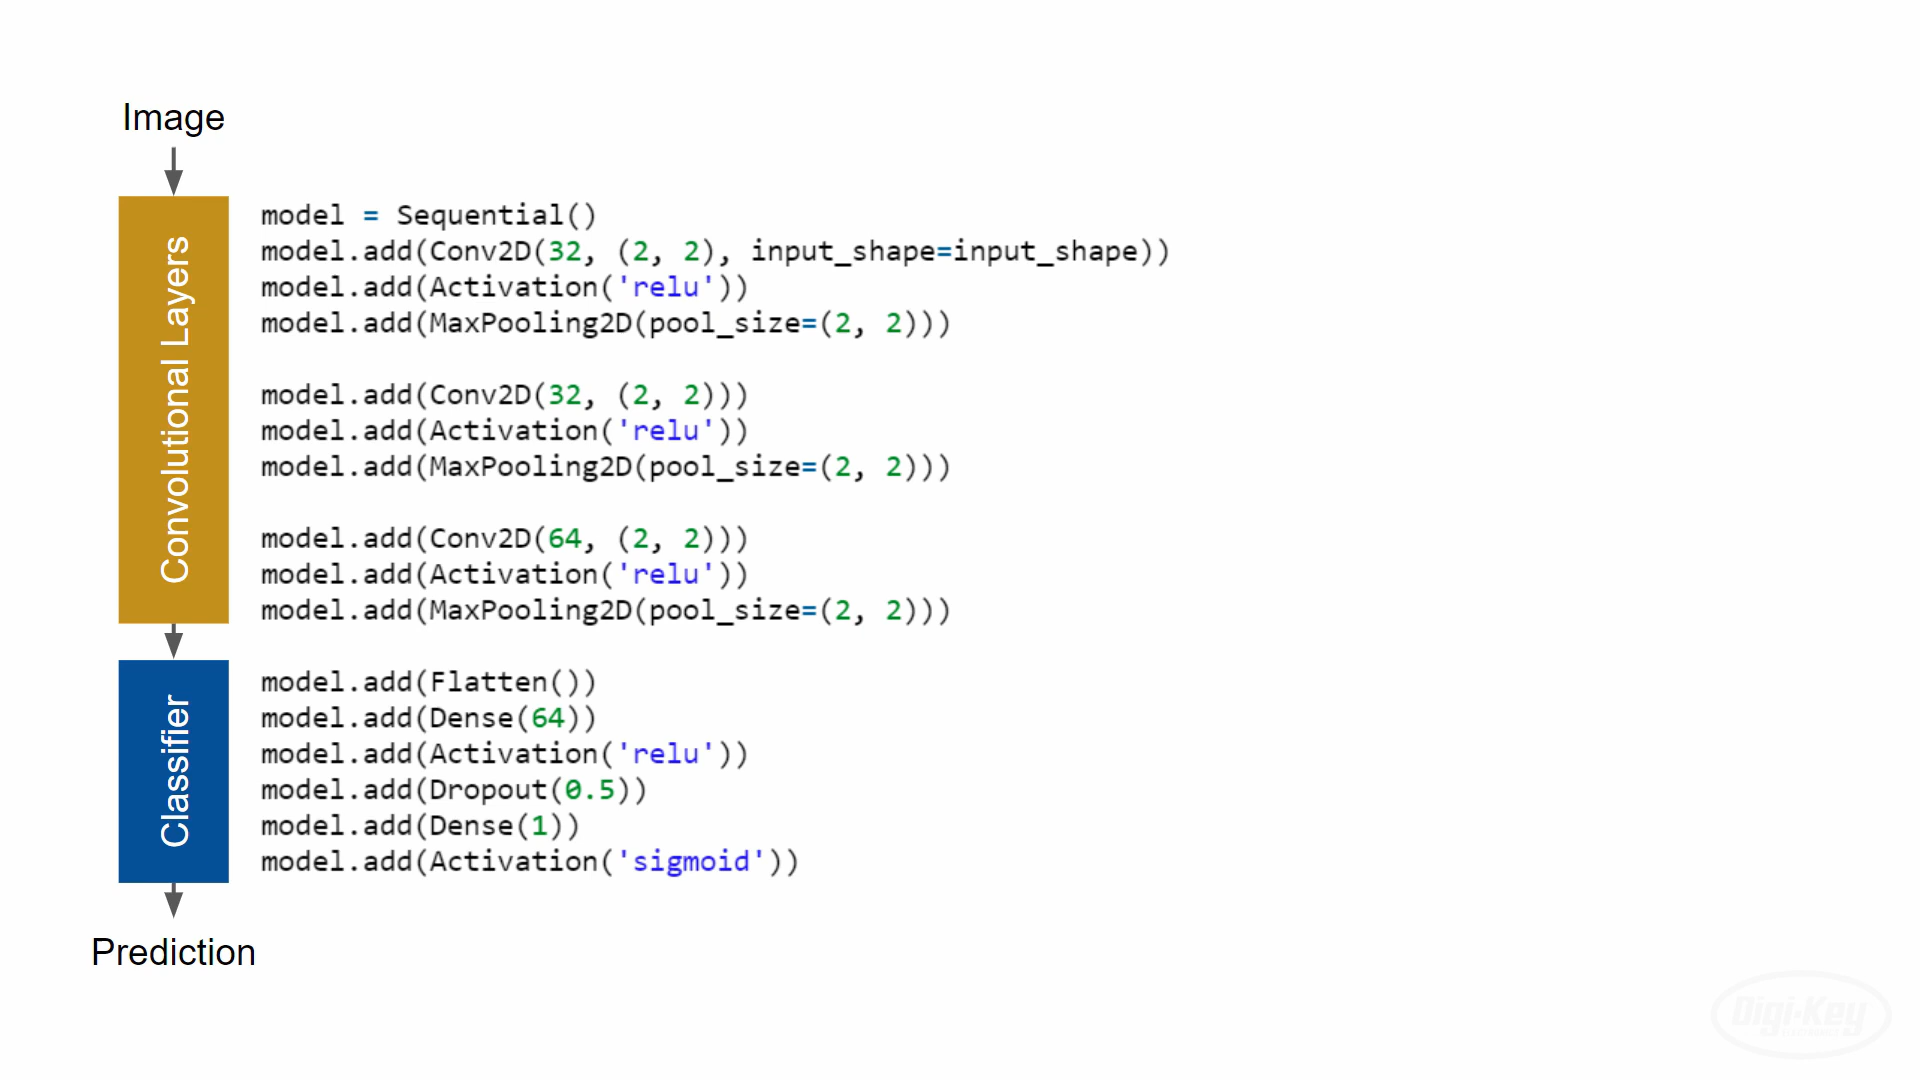 Image
Convolutional Layers
model = Sequential()
model.add(Conv2D(32, (2, 2), input_shape=input_shape))
model.add(Activation('relu'))
model.add(MaxPooling2D(pool_size=(2, 2)))
model.add(Conv2D(32, (2, 2)))
model.add(Activation('relu'))
model.add(MaxPooling2D(pool_size=(2, 2)))
model.add(Conv2D(64, (2, 2)))
model.add(Activation('relu'))
model.add(MaxPooling2D(pool_size=(2, 2)))
Classifier
model.add(Flatten())
model.add(Dense(64))
model.add(Activation('relu'))
model.add(Dropout(0.5))
model.add(Dense(1))
model.add(Activation('sigmoid'))
Prediction
Digi-Key